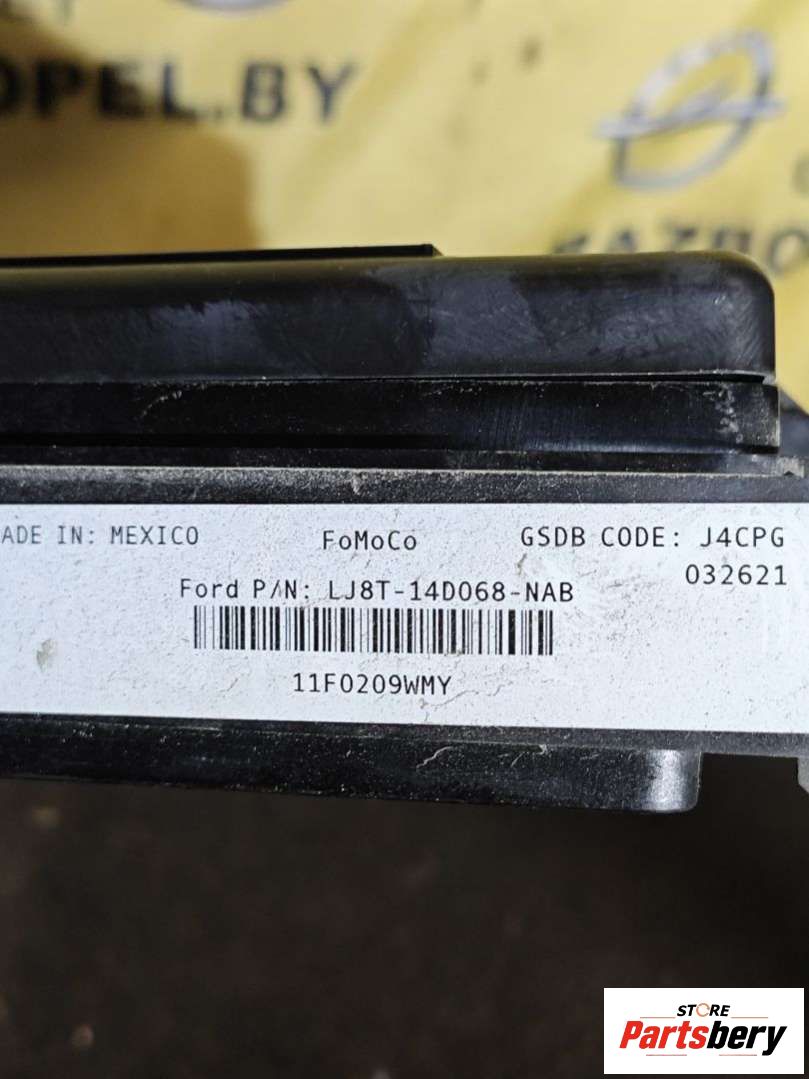 OPEL.BY
ADE IN: MEXICO
FoMoCo
GSDB CODE: J4CPG
032621
Ford P/N: LJ8T-14D068-NAB
11F0209WMY
STORE
Partsbery